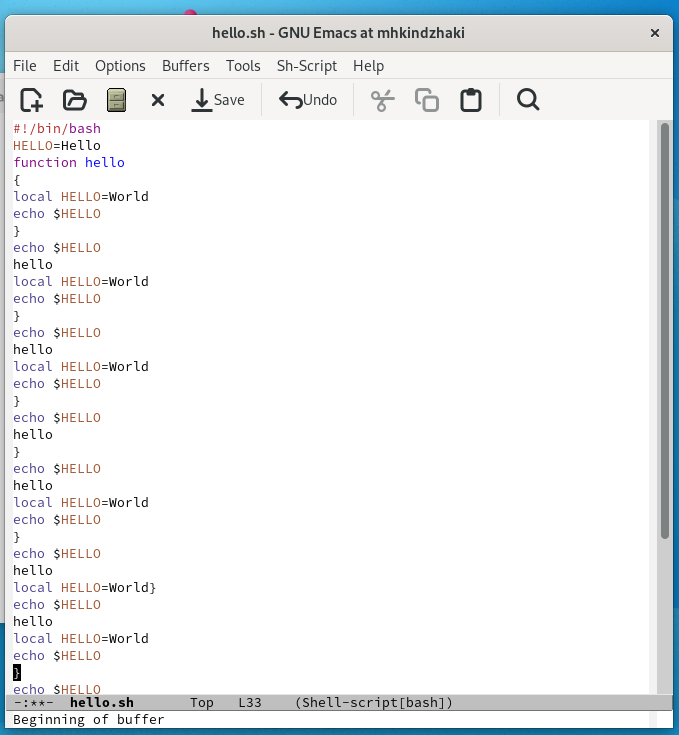 hello.sh - GNU Emacs at mhkindzhaki
File Edit Options Buffers Tools Sh-Script Help
Save Undo
#!/bin/bash
HELLO=Hello
function hello
{
local HELLO=World
echo $HELLO
}
echo $HELLO
hello
local HELLO=World
echo $HELLO
}
echo $HELLO
hello
local HELLO=World
echo $HELLO
}
echo $HELLO
hello
}
echo $HELLO
hello
local HELLO=World
echo $HELLO
}
echo $HELLO
hello
local HELLO=World}
echo $HELLO
hello
local HELLO=World
echo $HELLO
}
echo $HELLO
-:**- hello.sh Top L33 (Shell-script[bash])
Beginning of buffer